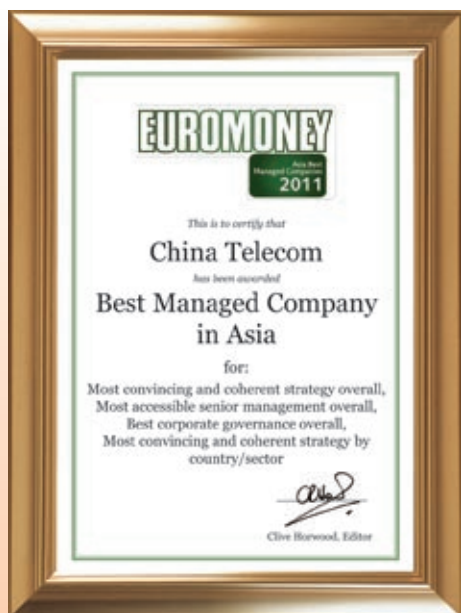 EUROMONEY
Asia Best
Managed Companies
2011
This is to certify that
China Telecom
has been awarded
Best Managed Company
in Asia
for:
Most convincing and coherent strategy overall,
Most accessible senior management overall,
Best corporate governance overall,
Most convincing and coherent strategy by
country/sector
Clive Horwood, Editor